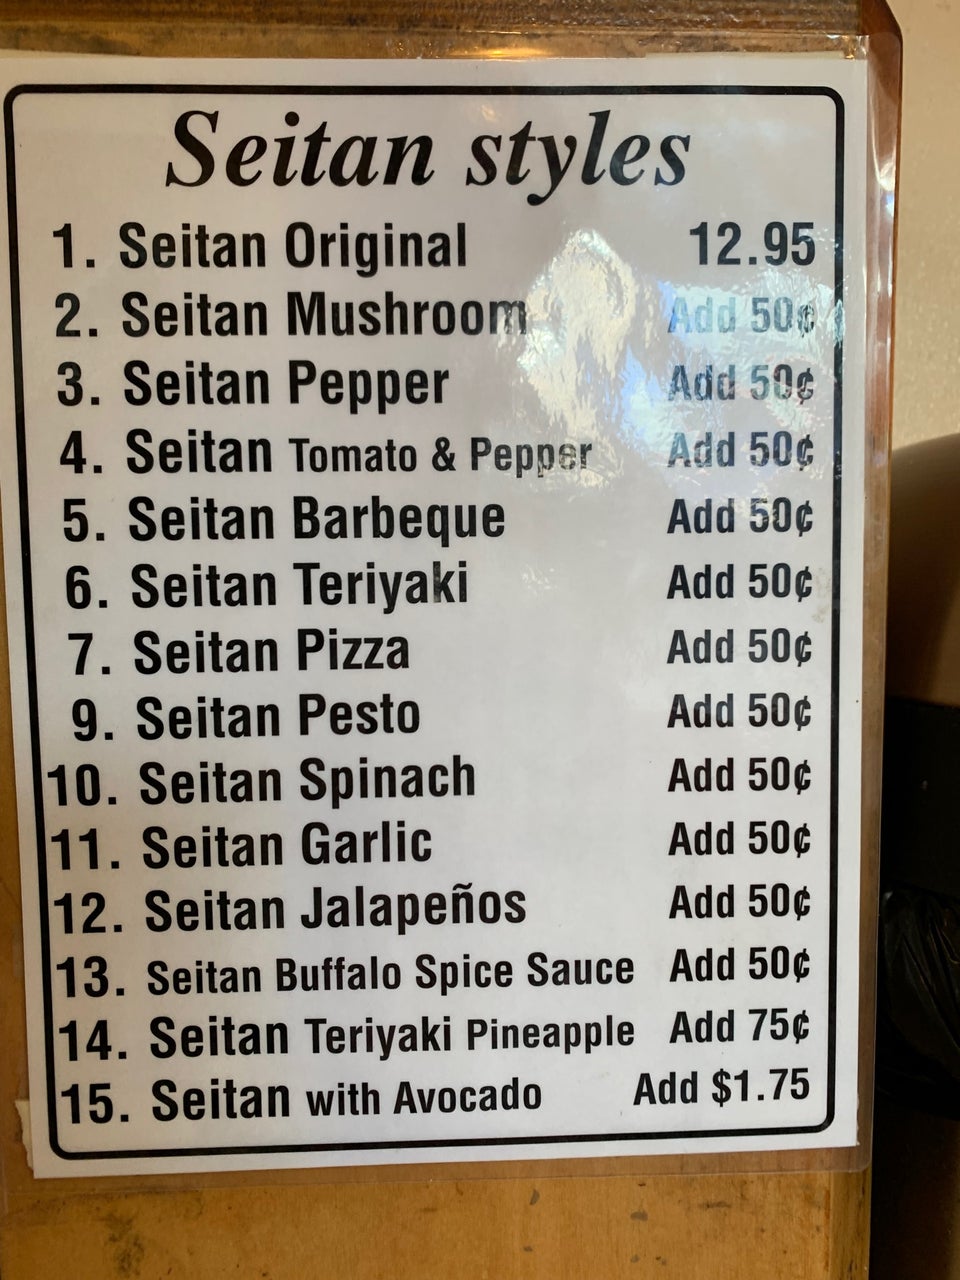 Seitan styles
1. Seitan Original 12.95
2. Seitan Mushroom Add 50¢
3. Seitan Pepper Add 50¢
4. Seitan Tomato & Pepper Add 50¢
5. Seitan Barbeque Add 50¢
6. Seitan Teriyaki Add 50¢
7. Seitan Pizza Add 50¢
9. Seitan Pesto Add 50¢
10. Seitan Spinach Add 50¢
11. Seitan Garlic Add 50¢
12. Seitan Jalapeños Add 50¢
13. Seitan Buffalo Spice Sauce Add 50¢
14. Seitan Teriyaki Pineapple Add 75¢
15. Seitan with Avocado Add $1.75